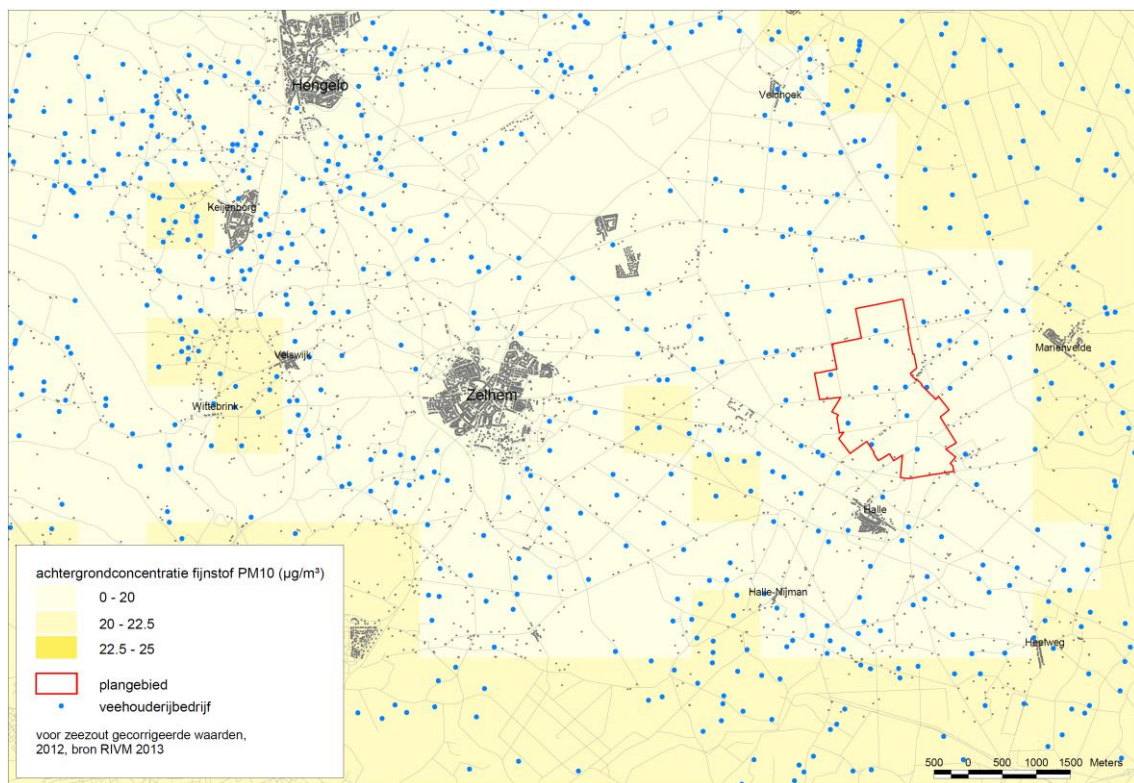 Hengelo
Veldhoek
Keijenborg
Velswijk
Mariënvelde
Wittebrink
Zelhem
Halle
Halle-Nijman
Heelweg
achtergrondconcentratie fijnstof PM10 (µg/m³)
0 - 20
20 - 22.5
22.5 - 25
plangebied
veehouderijbedrijf
voor zeezout gecorrigeerde waarden,
2012, bron RIVM 2013
500 0 500 1000 1500 Meters